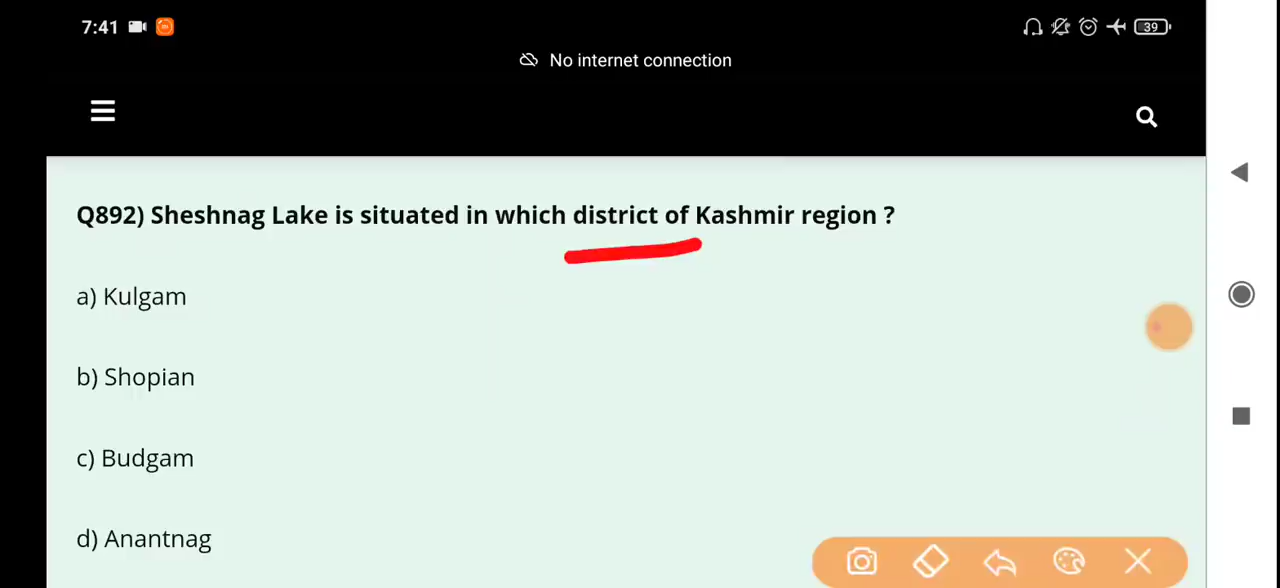 7:41
39
No internet connection
Q892) Sheshnag Lake is situated in which district of Kashmir region ?
a) Kulgam
b) Shopian
c) Budgam
d) Anantnag